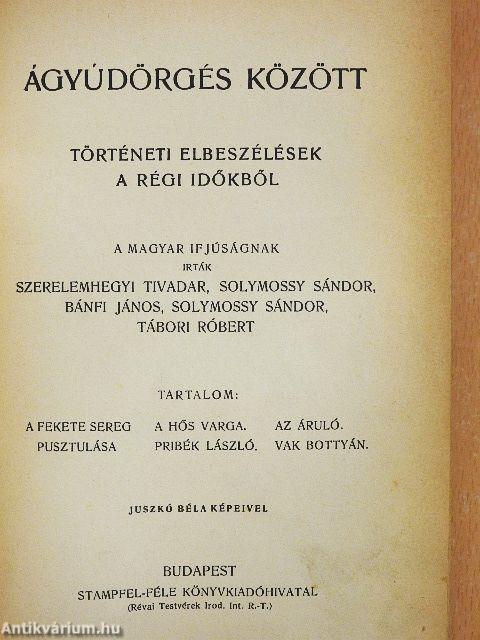 ÁGYÚDÖRGÉS KÖZÖTT
TÖRTÉNETI ELBESZÉLÉSEK
A RÉGI IDŐKBŐL
A MAGYAR IFJÚSÁGNAK
IRTÁK
SZERELEMHEGYI TIVADAR, SOLYMOSSY SÁNDOR,
BÁNFI JÁNOS, SOLYMOSSY SÁNDOR,
TÁBORI RÓBERT
TARTALOM:
A FEKETE SEREG A HŐS VARGA. AZ ÁRULÓ.
PUSZTULÁSA PRIBÉK LÁSZLÓ. VAK BOTTYÁN.
JUSZKÓ BÉLA KÉPEIVEL
BUDAPEST
STAMPFEL-FÉLE KÖNYVKIADÓHIVATAL
(Révai Testvérek Irod. Int. R.-T.)
Antikvárium.hu